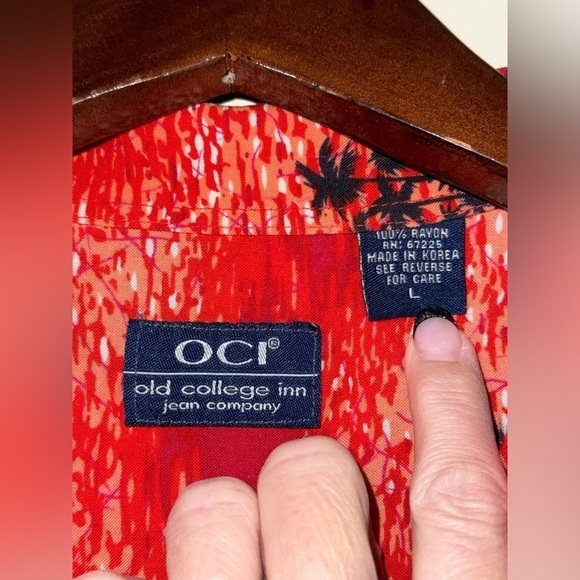 100% RAYON
RN: 67225
MADE IN KOREA
SEE REVERSE
FOR CARE
L
OCI®
old college inn
jean company